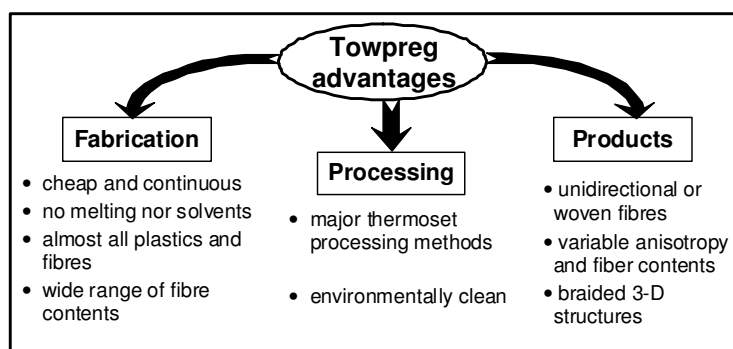 Towpreg
advantages
Fabrication
• cheap and continuous
• no melting nor solvents
• almost all plastics and
fibres
• wide range of fibre
contents
Processing
• major thermoset
processing methods
• environmentally clean
Products
• unidirectional or
woven fibres
• variable anisotropy
and fiber contents
• braided 3-D
structures